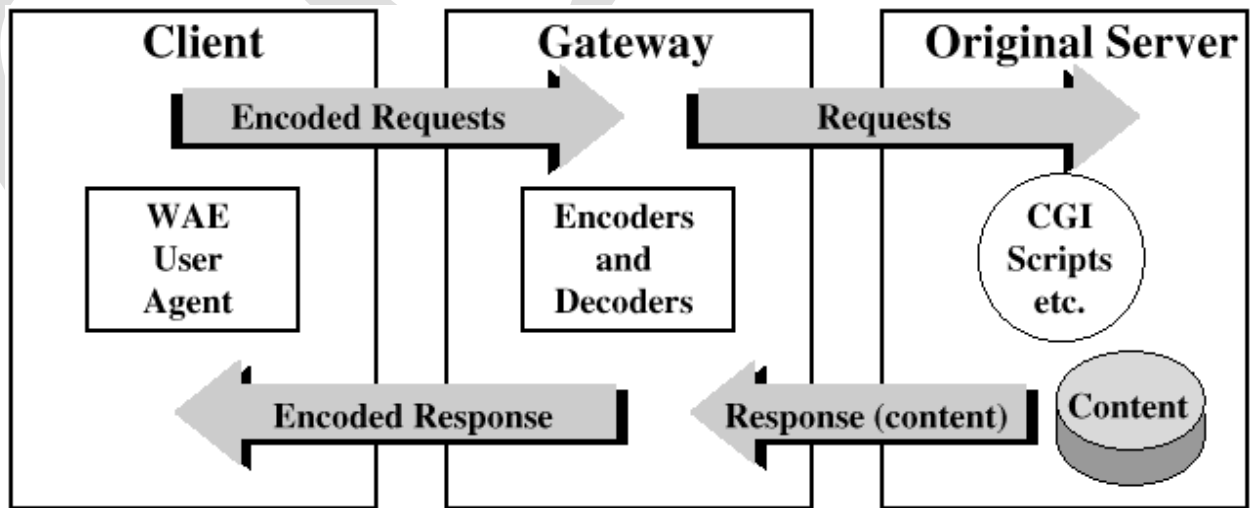 Client
Gateway
Original Server
Encoded Requests
Requests
WAE
User
Agent
Encoders
and
Decoders
CGI
Scripts
etc.
Encoded Response
Response (content)
Content